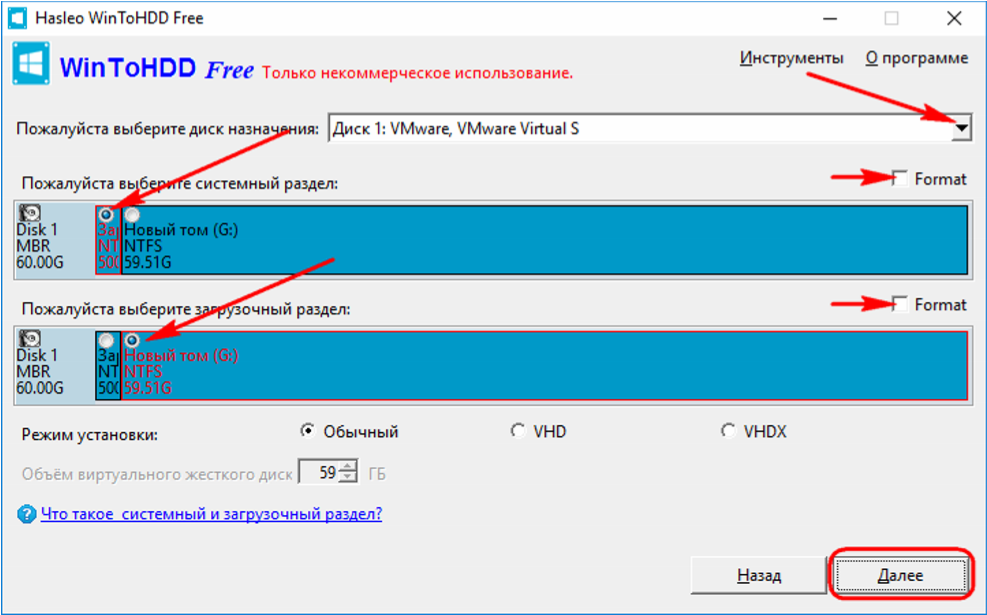 Hasleo WinToHDD Free
WinToHDD Free Только некоммерческое использование.
Инструменты О программе
Пожалуйста выберите диск назначения: Диск 1: VMware, VMware Virtual S
Пожалуйста выберите системный раздел:
Format
Disk 1
MBR
60.00G
Заг
NT
500
Новый том (G:)
NTFS
59.51G
Пожалуйста выберите загрузочный раздел:
Format
Disk 1
MBR
60.00G
Заг
NT
500
Новый том (G:)
NTFS
59.51G
Режим установки: Обычный VHD VHDX
Объём виртуального жесткого диск 59 ГБ
Что такое системный и загрузочный раздел?
Назад Далее